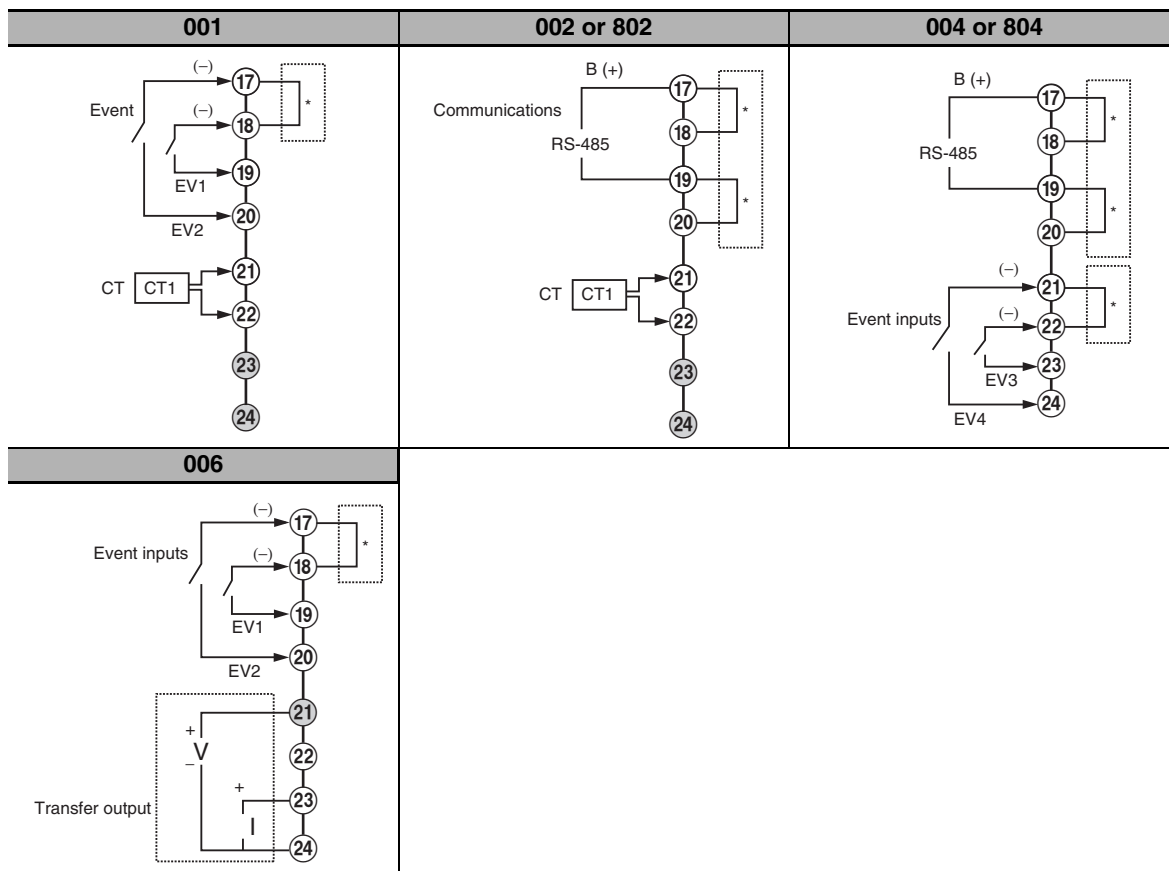 001
(–)
17
Event
(–)
18
*
19
EV1
20
EV2
21
CT
CT1
22
23
24
002 or 802
B (+)
17
Communications
*
18
RS-485
19
*
20
21
CT
CT1
22
23
24
004 or 804
B (+)
17
*
18
RS-485
19
*
20
(–)
21
Event inputs
(–)
22
*
23
EV3
24
EV4
006
(–)
17
Event inputs
(–)
18
*
19
EV1
20
EV2
21
+
V
–
22
+
23
Transfer output
I
24